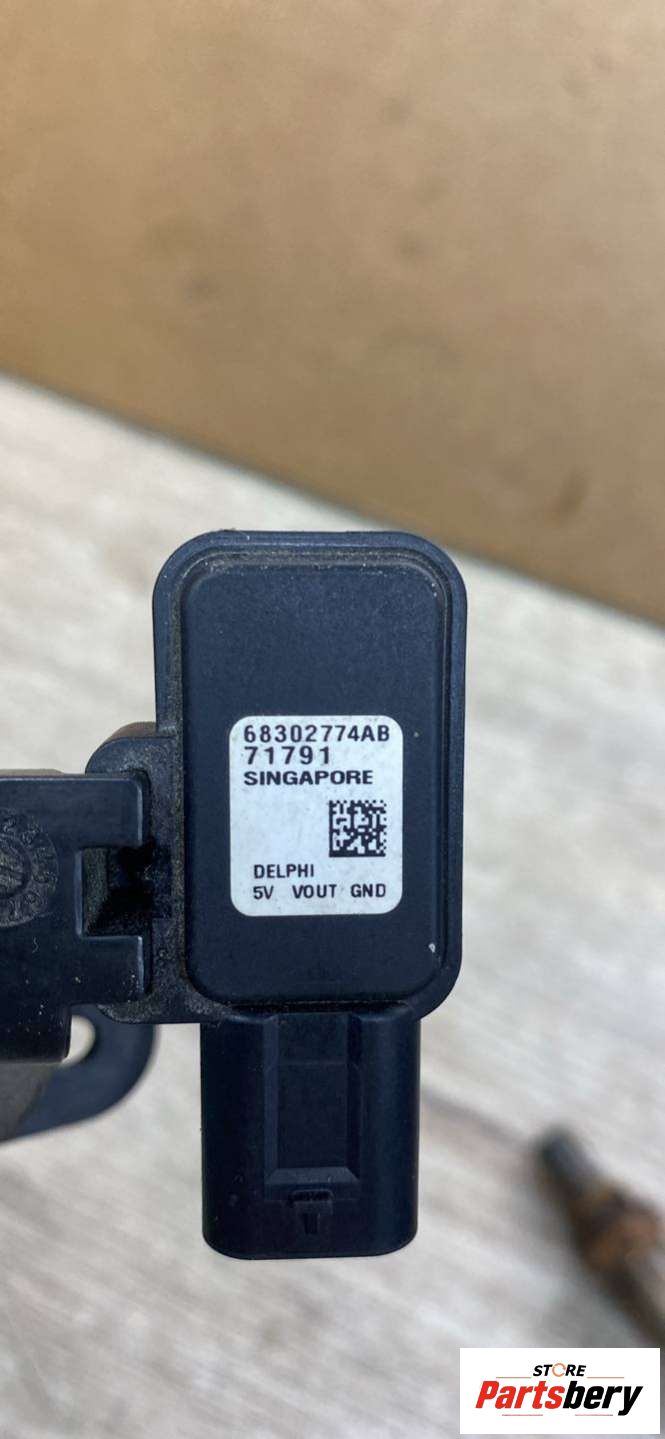 68302774AB
71791
SINGAPORE
DELPHI
5V VOUT GND
STORE
Partsbery